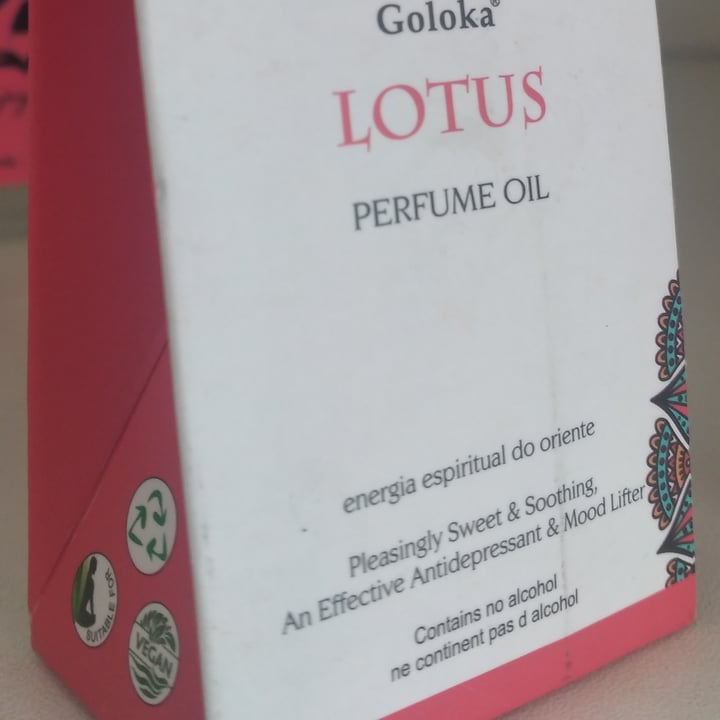 Goloka®
LOTUS
PERFUME OIL
energia espiritual do oriente
Pleasingly Sweet & Soothing,
An Effective Antidepressant & Mood Lifter
Contains no alcohol
ne continent pas d alcohol
SUITABLE FOR
VEGAN